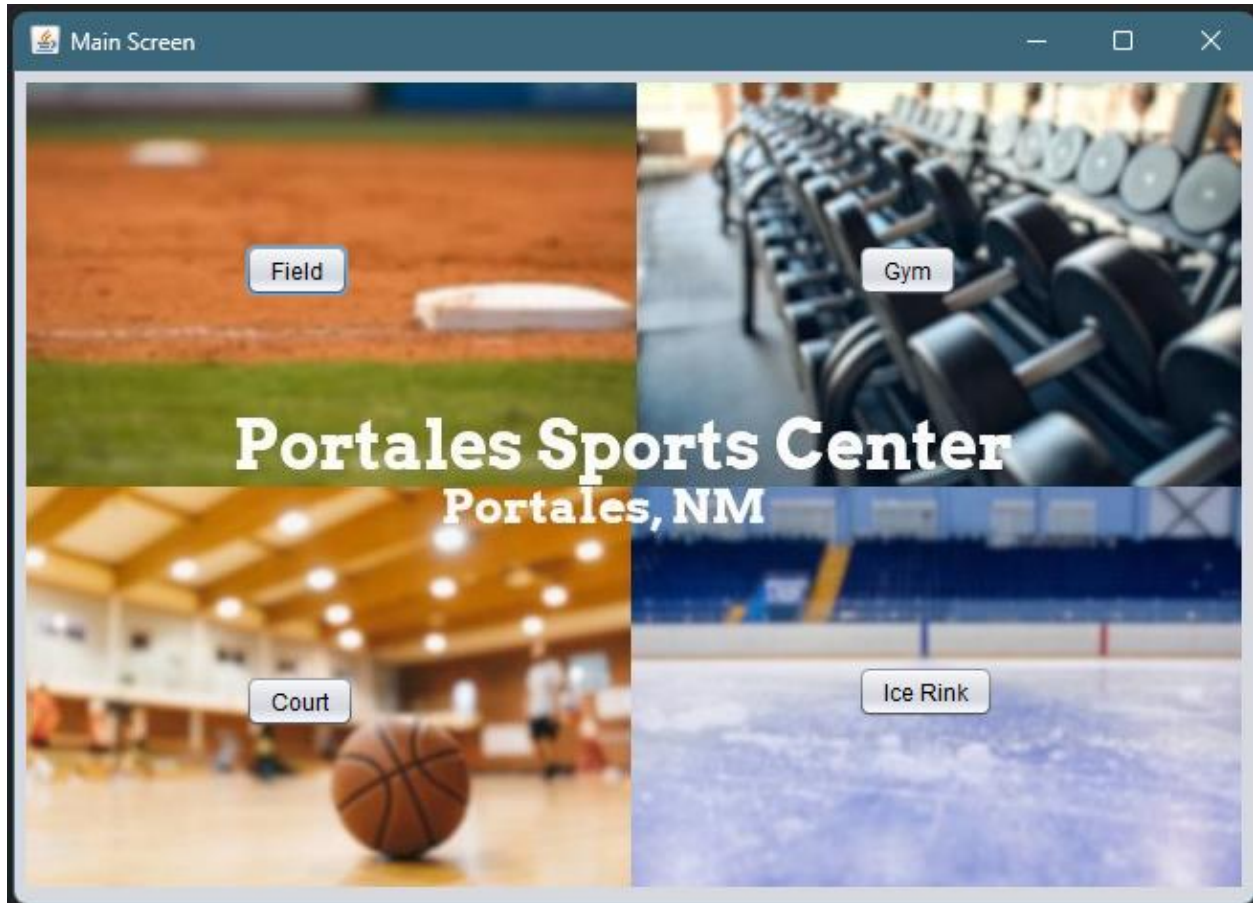 Main Screen
Field
Gym
Portales Sports Center
Portales, NM
Court
Ice Rink